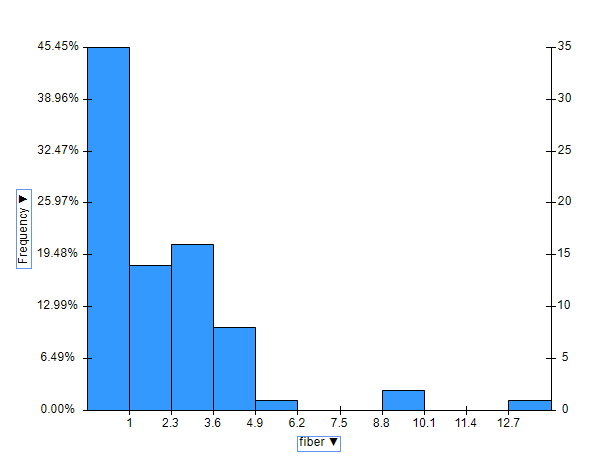 45.45% 35
38.96% 30
32.47% 25
25.97% 20
Frequency ▼
19.48% 15
12.99% 10
6.49% 5
0.00% 0
1 2.3 3.6 4.9 6.2 7.5 8.8 10.1 11.4 12.7
fiber ▼